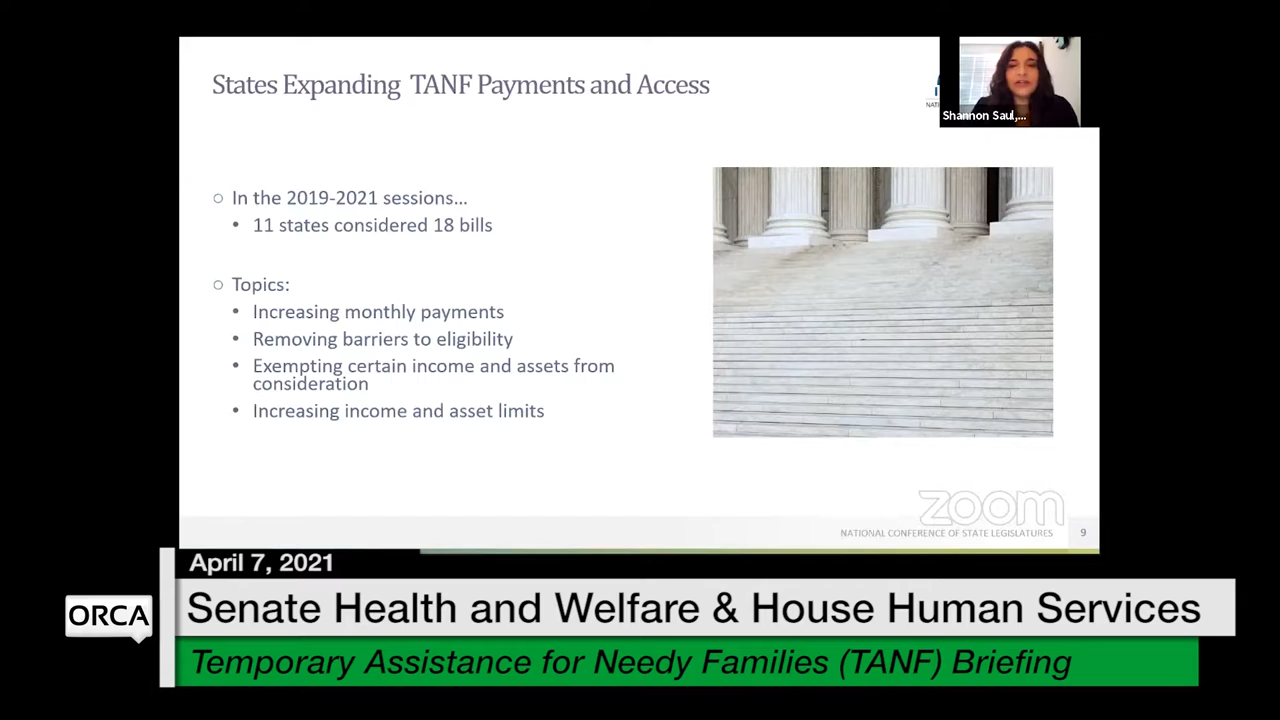 States Expanding TANF Payments and Access
NATI
Shannon Saul,...
In the 2019-2021 sessions...
11 states considered 18 bills
Topics:
Increasing monthly payments
Removing barriers to eligibility
Exempting certain income and assets from
consideration
Increasing income and asset limits
zoom
NATIONAL CONFERENCE OF STATE LEGISLATURES 9
April 7, 2021
ORCA
Senate Health and Welfare & House Human Services
Temporary Assistance for Needy Families (TANF) Briefing